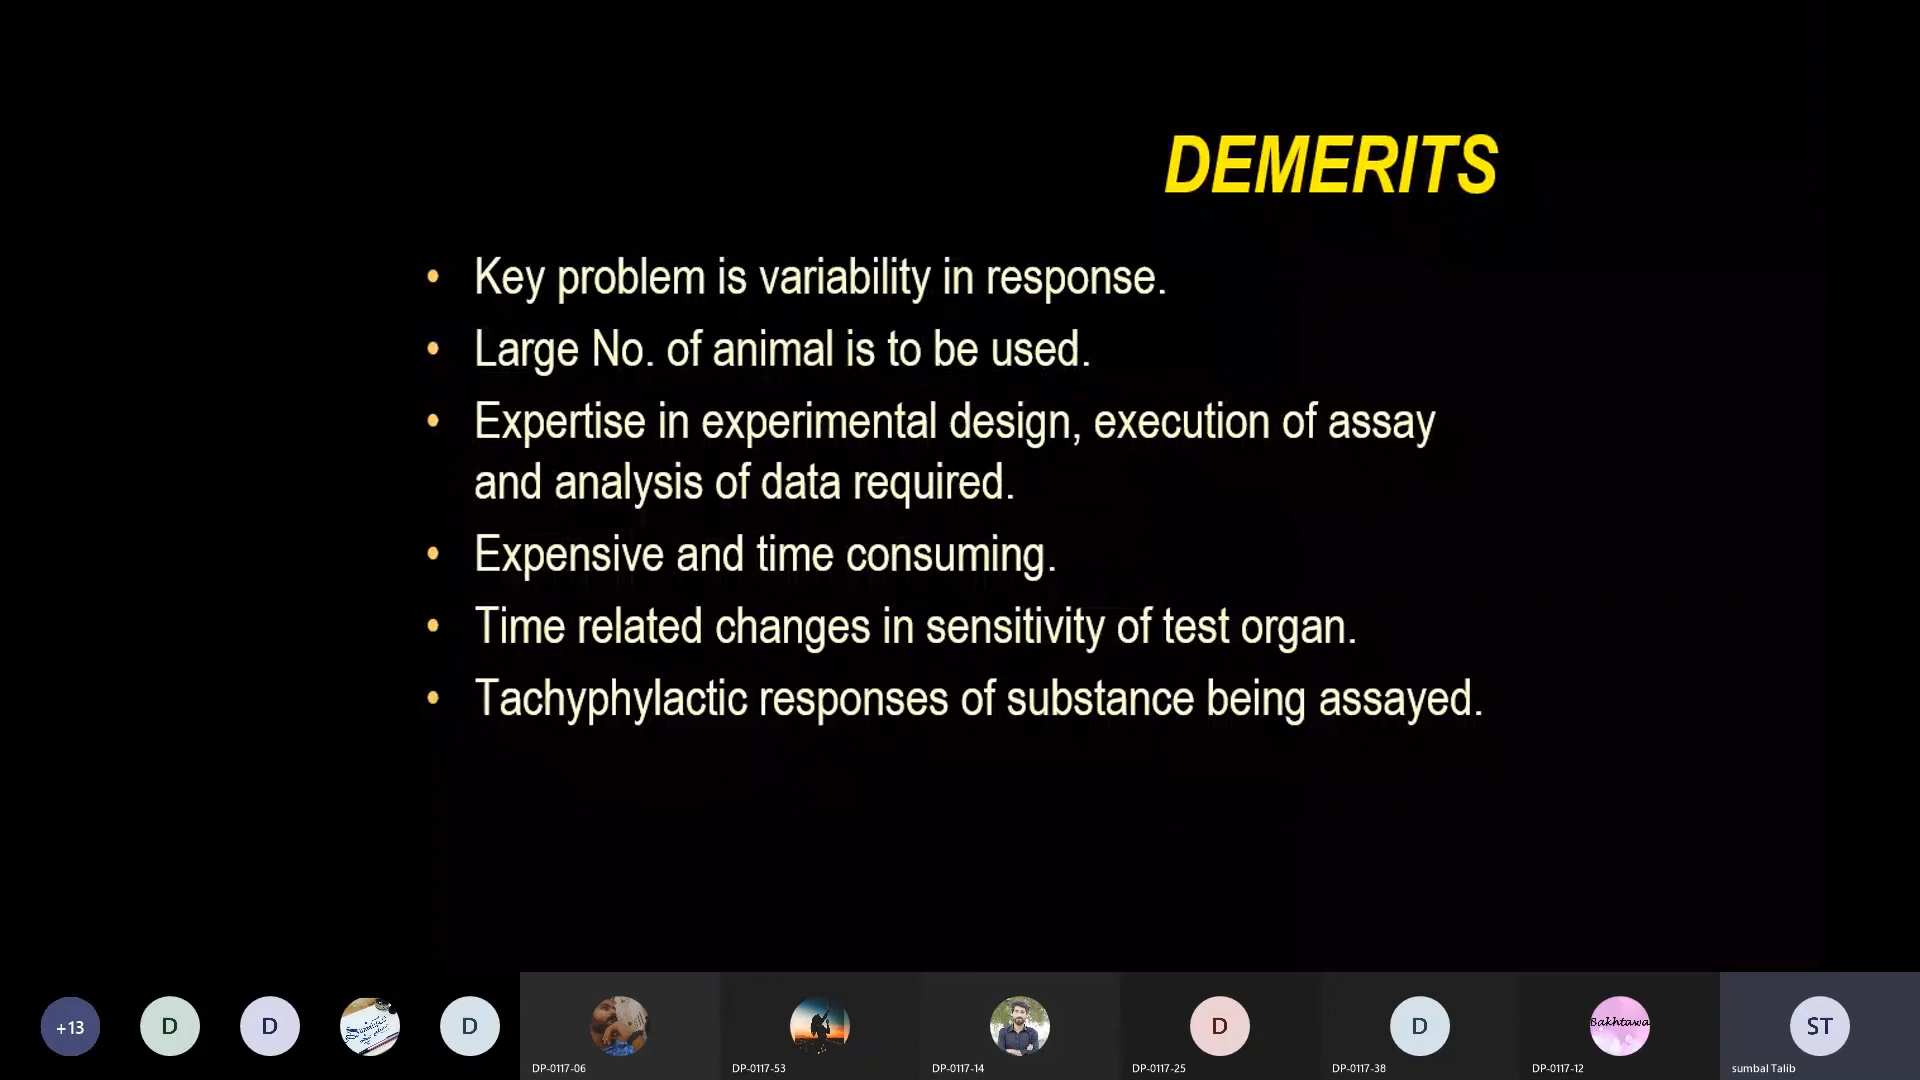 DEMERITS
• Key problem is variability in response.
• Large No. of animal is to be used.
• Expertise in experimental design, execution of assay
and analysis of data required.
• Expensive and time consuming.
• Time related changes in sensitivity of test organ.
• Tachyphylactic responses of substance being assayed.
+13
D
D
D
D
D
Bakhtawa
ST
DP-0117-06
DP-0117-53
DP-0117-14
DP-0117-25
DP-0117-38
DP-0117-12
sumbal Talib